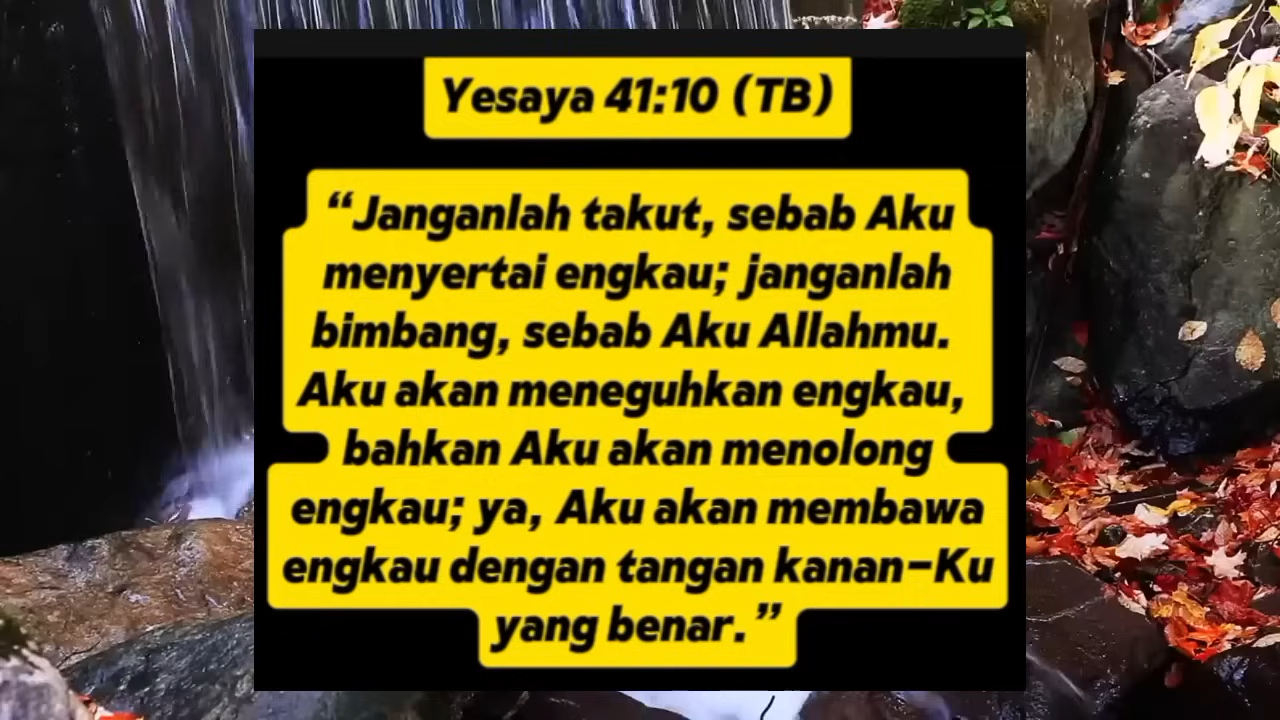 Yesaya 41:10 (TB)
“Janganlah takut, sebab Aku
menyertai engkau; janganlah
bimbang, sebab Aku Allahmu.
Aku akan meneguhkan engkau,
bahkan Aku akan menolong
engkau; ya, Aku akan membawa
engkau dengan tangan kanan-Ku
yang benar.”